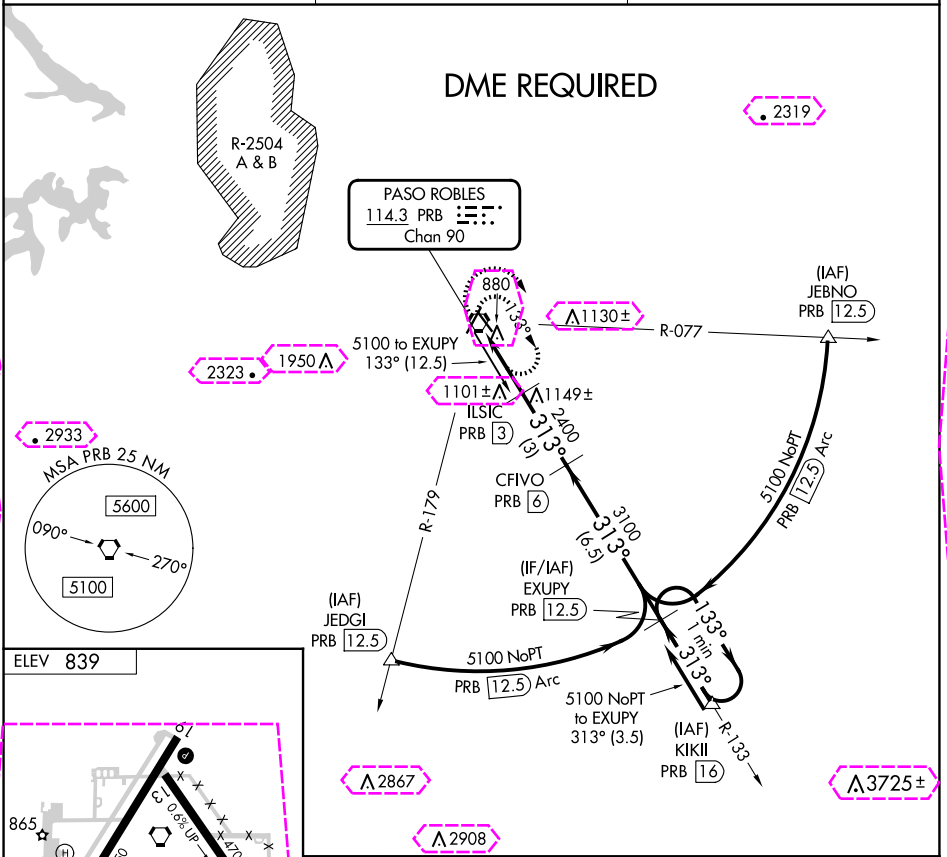 DME REQUIRED
2319
R-2504
A & B
PASO ROBLES
114.3 PRB
Chan 90
880
133°
1130±
R-077
(IAF)
JEBNO
PRB 12.5
5100 to EXUPY
133° (12.5)
1950
2323
1101±
1149±
ILSIC
PRB 3
2400
313°
(3)
2933
MSA PRB 25 NM
5600
090°
270°
5100
CFIVO
PRB 6
R-179
5100 NoPT
PRB 12.5 Arc
3100
313°
(6.5)
(IF/IAF)
EXUPY
PRB 12.5
(IAF)
JEDGI
PRB 12.5
133°
1 min
313°
5100 NoPT
PRB 12.5 Arc
5100 NoPT
to EXUPY
313° (3.5)
(IAF)
KIKII
PRB 16
R-133
ELEV 839
19
P
13
0.6% UP
470
X X X X X X
865
H
2867
3725±
2908